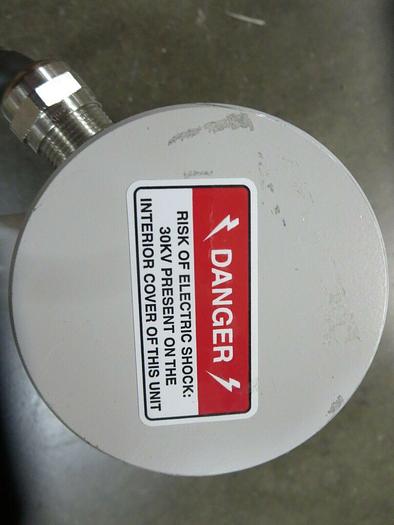 DANGER
RISK OF ELECTRIC SHOCK:
30KV PRESENT ON THE
INTERIOR COVER OF THIS UNIT